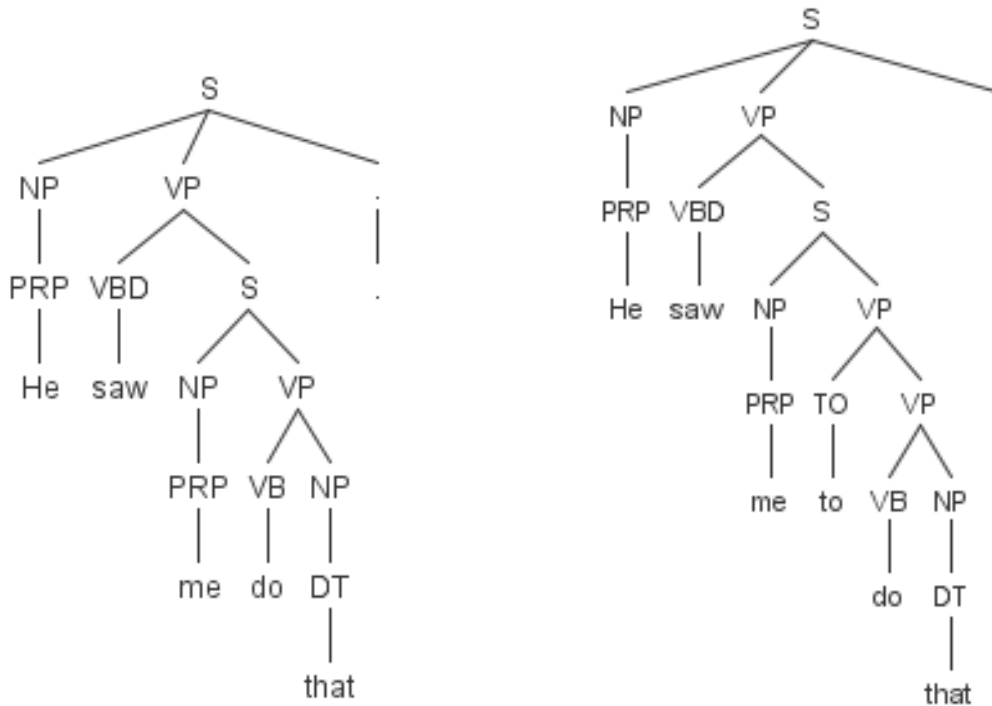 S
NP VP .
PRP VBD S .
He saw NP VP
PRP VB NP
me do DT
that
S
NP VP
PRP VBD S
He saw NP VP
PRP TO VP
me to VB NP
do DT
that